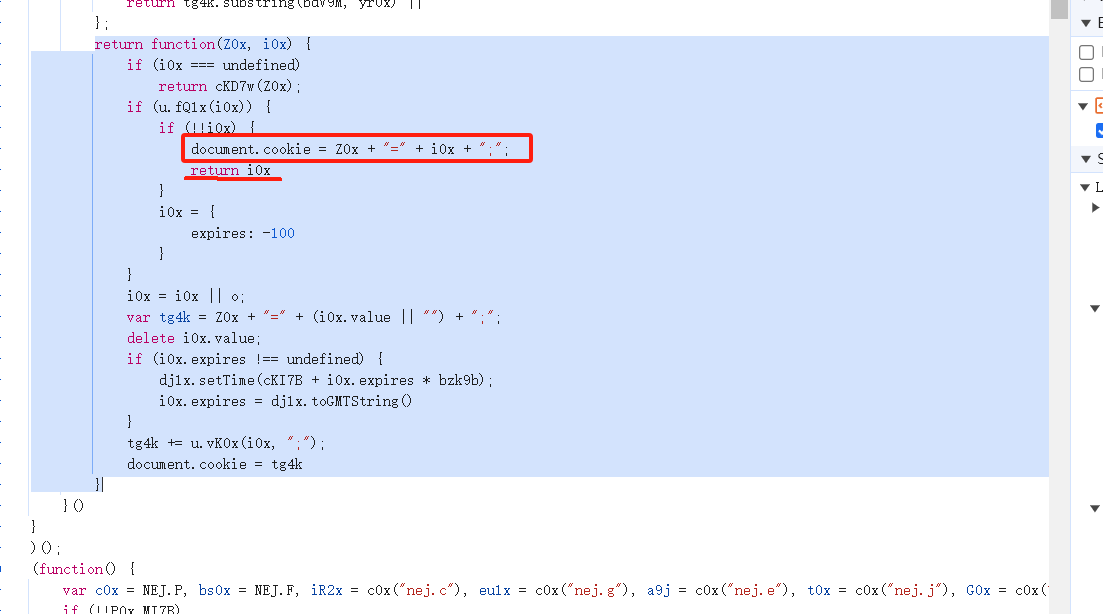 return tg4k.substring(bdV9M, yr0x) ||
};
return function(Z0x, i0x) {
if (i0x === undefined)
return cKD7w(Z0x);
if (u.fQ1x(i0x)) {
if (!!i0x) {
document.cookie = Z0x + "=" + i0x + ";";
return i0x
}
i0x = {
expires: -100
}
}
i0x = i0x || o;
var tg4k = Z0x + "=" + (i0x.value || "") + ";";
delete i0x.value;
if (i0x.expires !== undefined) {
dj1x.setTime(cKI7B + i0x.expires * bzk9b);
i0x.expires = dj1x.toGMTString()
}
tg4k += u.vK0x(i0x, ";");
document.cookie = tg4k
}
}()
}
)();
(function() {
var c0x = NEJ.P, bs0x = NEJ.F, iR2x = c0x("nej.c"), eu1x = c0x("nej.g"), a9j = c0x("nej.e"), t0x = c0x("nej.j"), G0x = c0x(
if (!!P0x.MI7B)